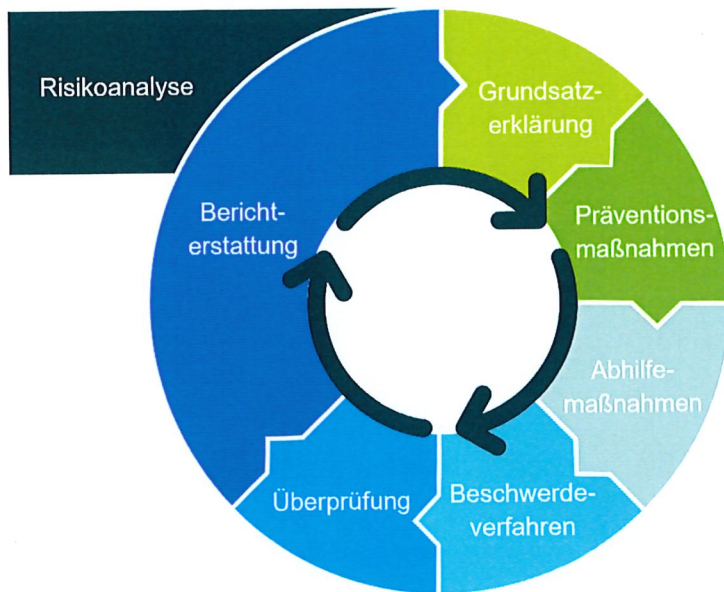 Risikoanalyse
Grundsatz-
erklärung
Präventions-
maßnahmen
Abhilfe-
maßnahmen
Beschwerde-
verfahren
Überprüfung
Bericht-
erstattung